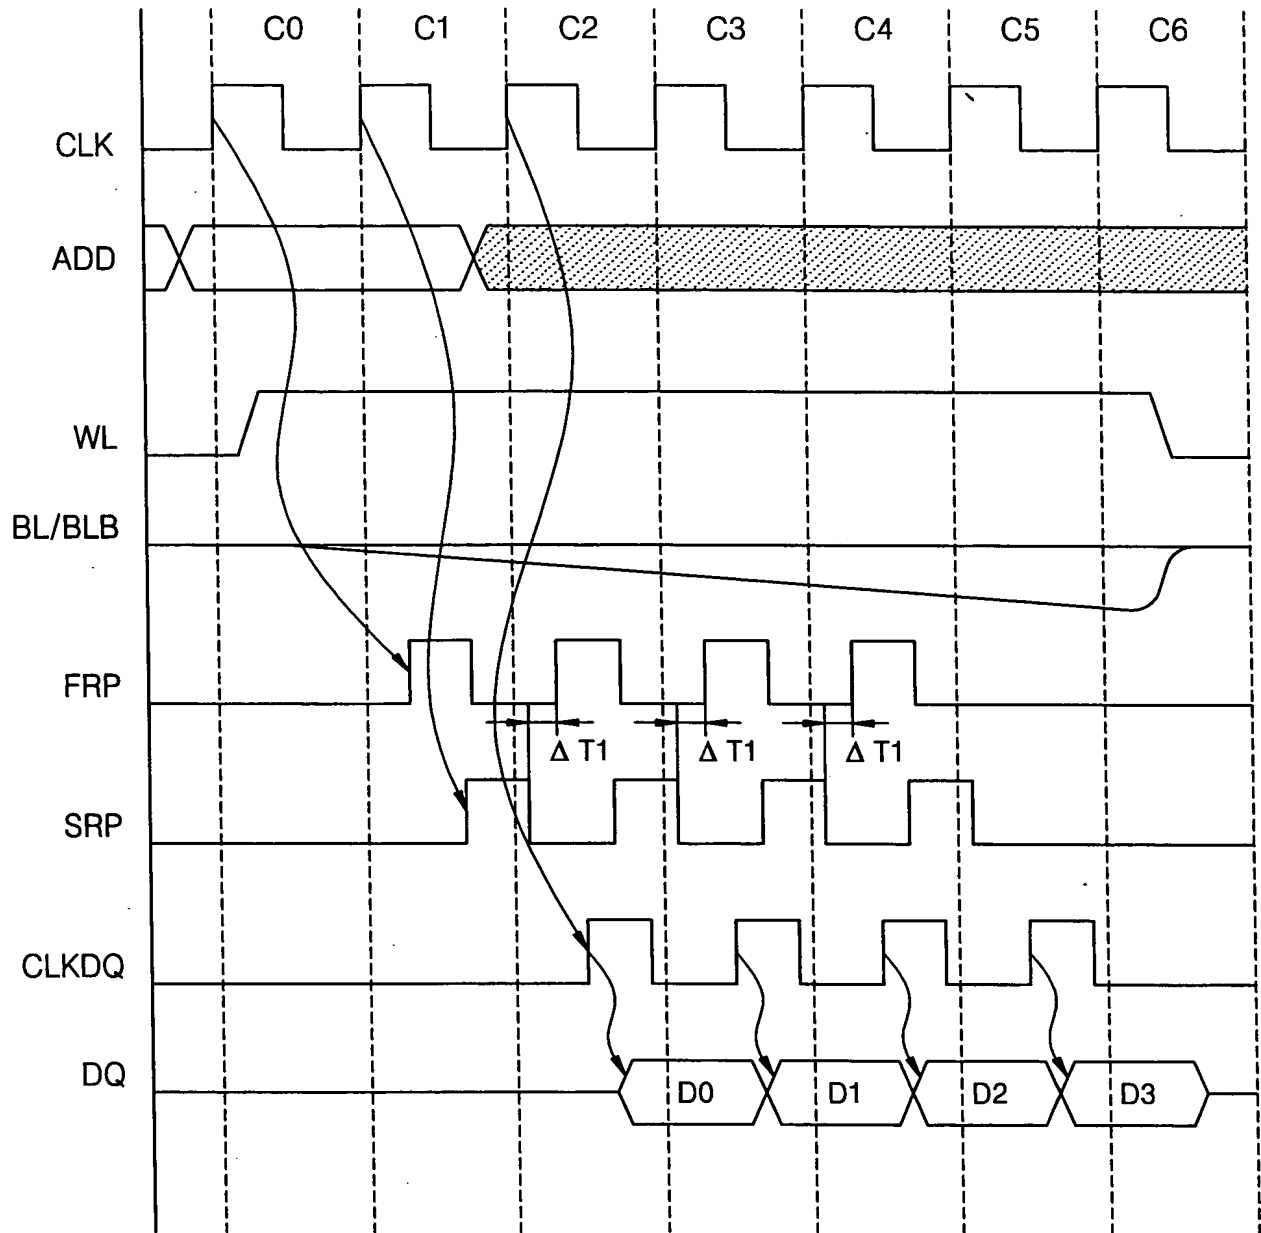 C0 C1 C2 C3 C4 C5 C6
CLK
ADD
WL
BL/BLB
FRP
Δ T1 Δ T1 Δ T1
SRP
CLKDQ
DQ
D0 D1 D2 D3